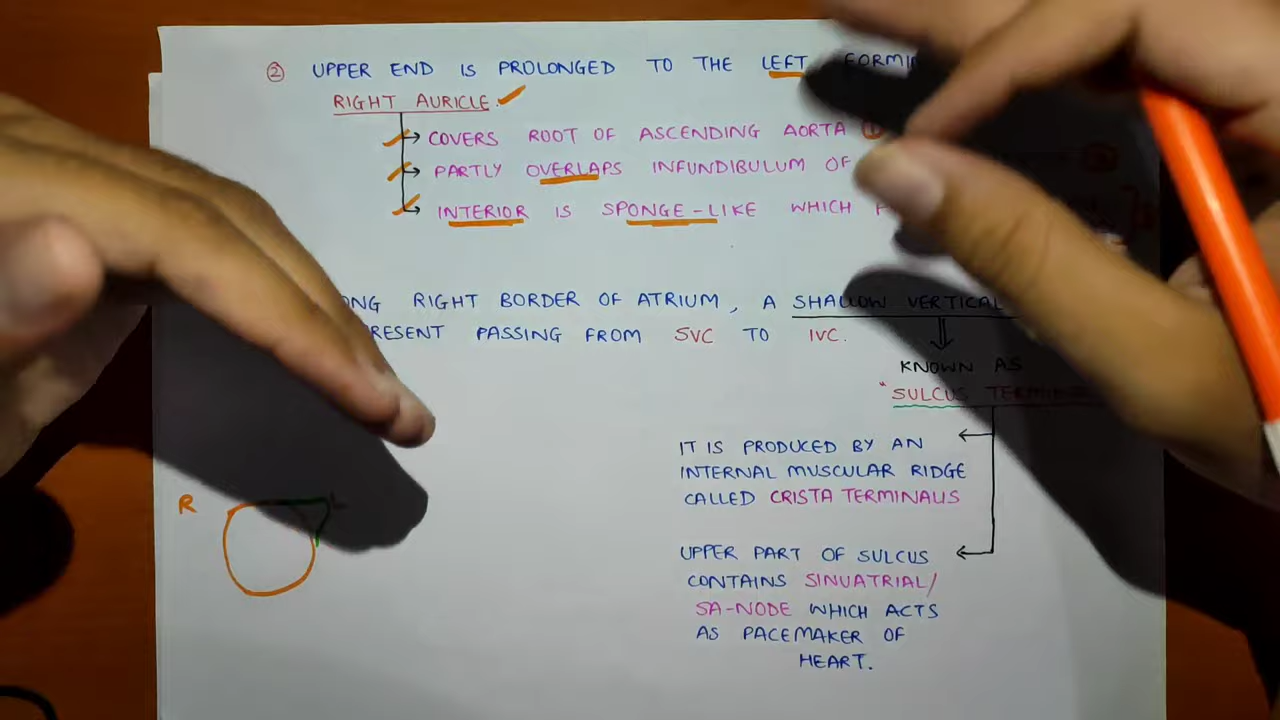 ② UPPER END IS PROLONGED TO THE LEFT
RIGHT AURICLE.
→ COVERS ROOT OF ASCENDING AORTA ①
→ PARTLY OVERLAPS INFUNDIBULUM OF
→ INTERIOR IS SPONGE-LIKE WHICH
RIGHT BORDER OF ATRIUM, A SHALLOW VERTICAL
PASSING FROM SVC TO IVC.
KNOWN AS
"SULCUS
IT IS PRODUCED BY AN
INTERNAL MUSCULAR RIDGE
CALLED CRISTA TERMINALIS
R
UPPER PART OF SULCUS
CONTAINS SINUATRIAL/
SA-NODE WHICH ACTS
AS PACEMAKER OF
HEART.